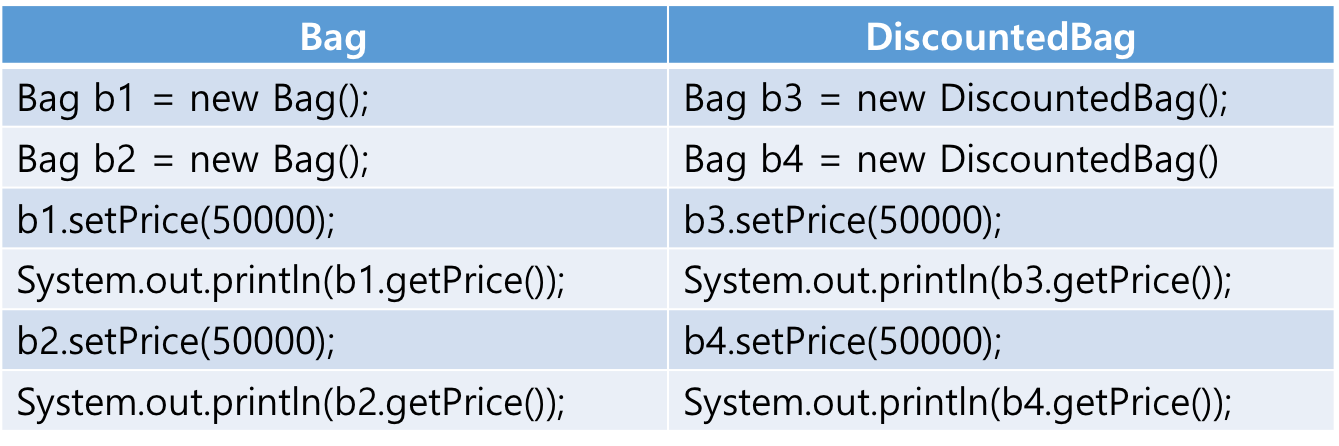 Bag
DiscountedBag
Bag b1 = new Bag();
Bag b3 = new DiscountedBag();
Bag b2 = new Bag();
Bag b4 = new DiscountedBag()
b1.setPrice(50000);
b3.setPrice(50000);
System.out.println(b1.getPrice());
System.out.println(b3.getPrice());
b2.setPrice(50000);
b4.setPrice(50000);
System.out.println(b2.getPrice());
System.out.println(b4.getPrice());